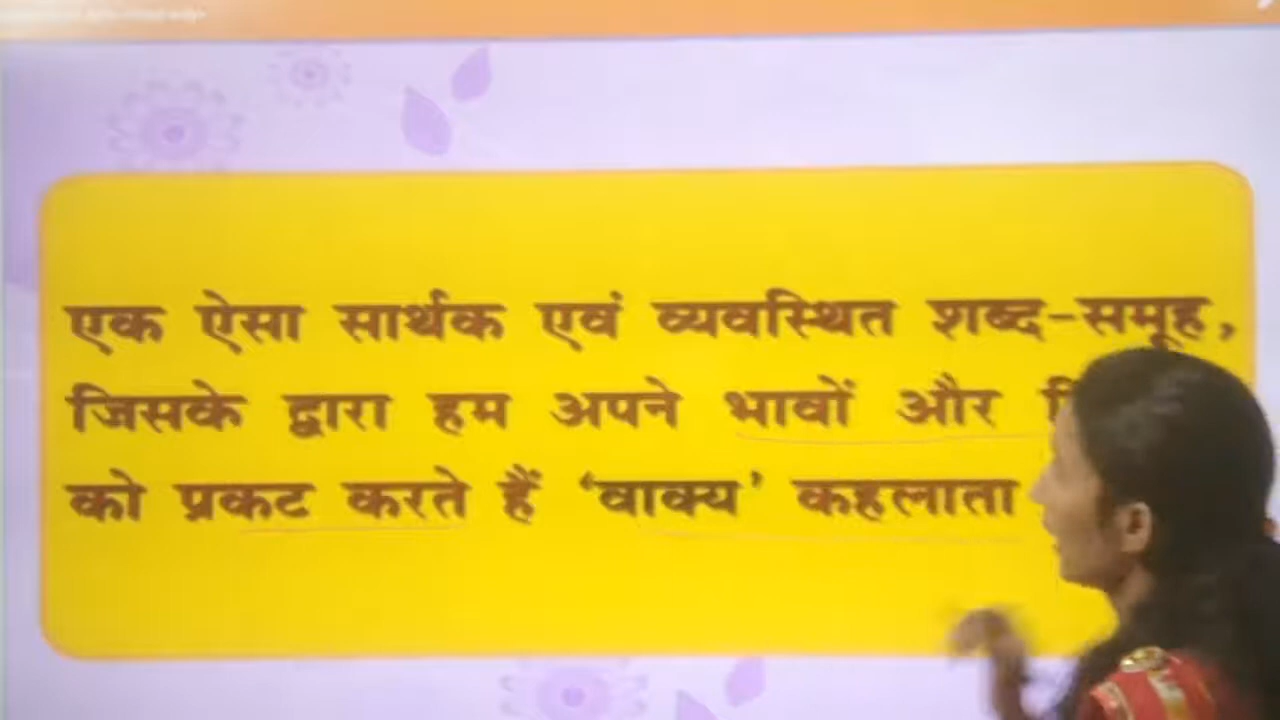 एक ऐसा सार्थक एवं व्यवस्थित शब्द-समूह,
जिसके द्वारा हम अपने भावों और
को प्रकट करते हैं ‘वाक्य’ कहलाता